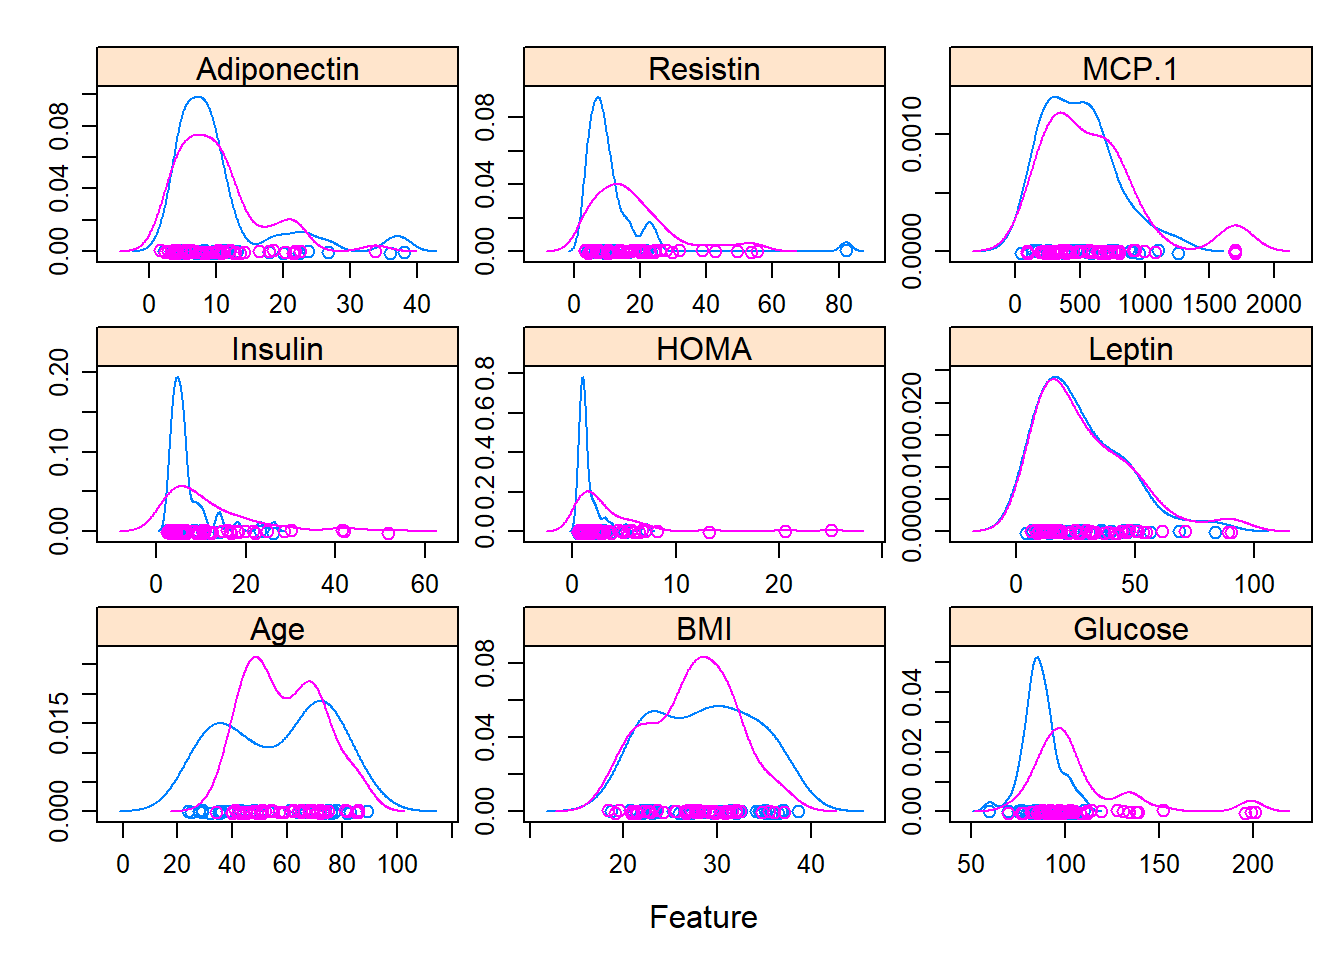 Adiponectin Resistin MCP.1
0.00 0.04 0.08 0.00 0.04 0.08 0.0000 0.0010
0 10 20 30 40 0 20 40 60 80 0 500 1000 1500 2000
Insulin HOMA Leptin
0.00 0.10 0.20 0.0 0.2 0.4 0.6 0.8 0.000 0.010 0.020
0 20 40 60 0 10 20 0 50 100
Age BMI Glucose
0.000 0.015 0.00 0.04 0.08 0.00 0.02 0.04
0 20 40 60 80 100 20 30 40 50 100 150 200
Feature